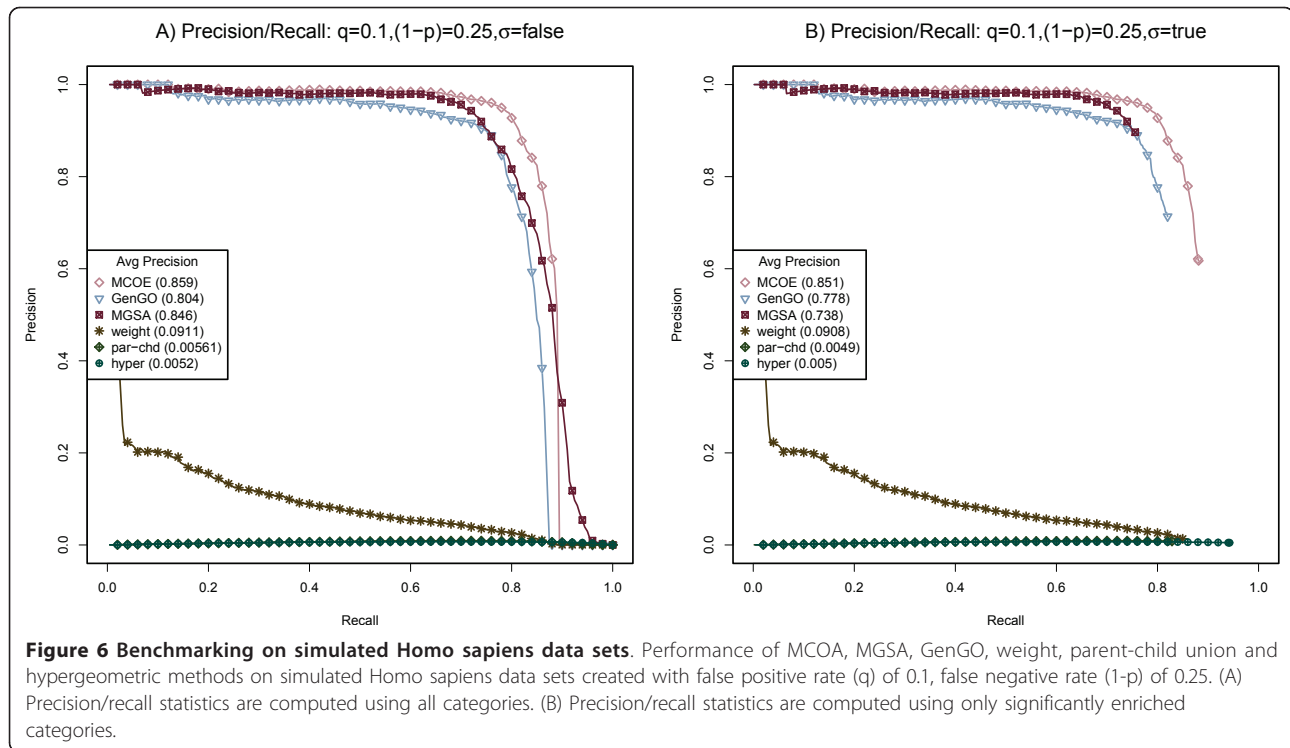 A) Precision/Recall: q=0.1,(1−p)=0.25,σ=false
B) Precision/Recall: q=0.1,(1−p)=0.25,σ=true
Precision
1.0
0.8
0.6
0.4
0.2
0.0
Avg Precision
MCOE (0.859)
GenGO (0.804)
MGSA (0.846)
weight (0.0911)
par−chd (0.00561)
hyper (0.0052)
0.0 0.2 0.4 0.6 0.8 1.0
Recall
Precision
1.0
0.8
0.6
0.4
0.2
0.0
Avg Precision
MCOE (0.851)
GenGO (0.778)
MGSA (0.738)
weight (0.0908)
par−chd (0.0049)
hyper (0.005)
0.0 0.2 0.4 0.6 0.8 1.0
Recall
Figure 6 Benchmarking on simulated Homo sapiens data sets. Performance of MCOA, MGSA, GenGO, weight, parent-child union and
hypergeometric methods on simulated Homo sapiens data sets created with false positive rate (q) of 0.1, false negative rate (1-p) of 0.25. (A)
Precision/recall statistics are computed using all categories. (B) Precision/recall statistics are computed using only significantly enriched
categories.